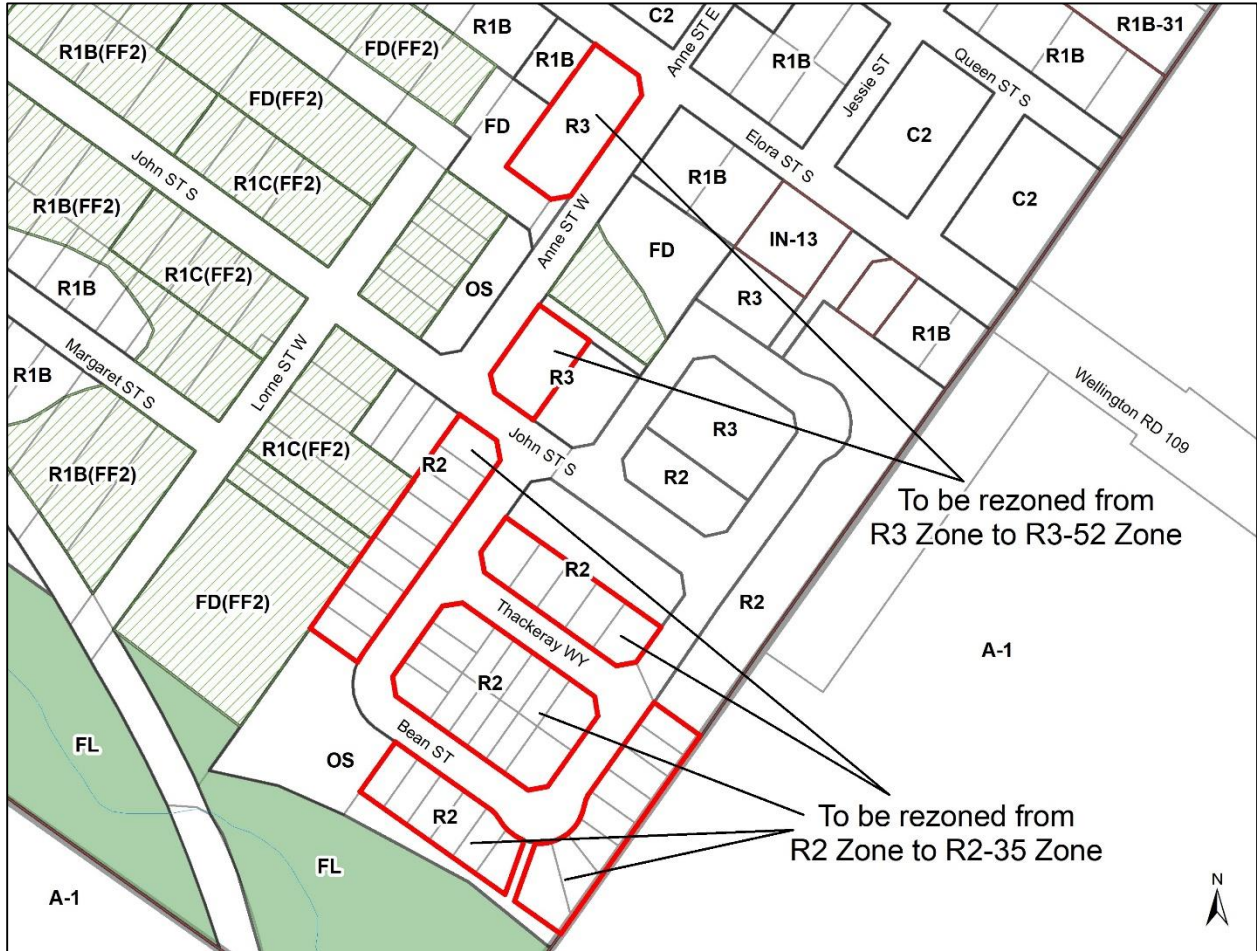 C2
R1B
R1B-31
R1B(FF2)
FD(FF2)
R1B
R1B
Anne ST E
R1B
Jessie ST
Queen ST S
FD(FF2)
FD
R3
C2
John ST S
R1C(FF2)
Elora ST S
R1B
C2
R1B(FF2)
Anne ST W
IN-13
FD
R1C(FF2)
OS
R1B
R3
R1B
Margaret ST S
Lorne ST W
R3
Wellington RD 109
R1B
R3
John ST S
R1C(FF2)
R2
R2
R1B(FF2)
To be rezoned from
R3 Zone to R3-52 Zone
R2
R2
FD(FF2)
Thackeray WY
A-1
R2
Bean ST
FL
OS
R2
To be rezoned from
R2 Zone to R2-35 Zone
FL
A-1
N